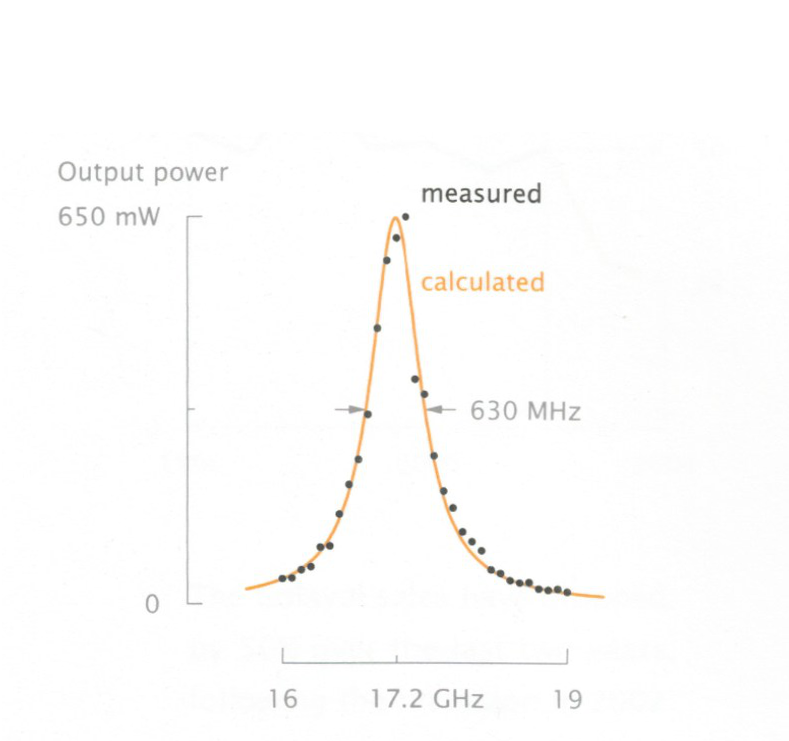 Output power
measured
650 mW
calculated
630 MHz
0
16 17.2 GHz 19